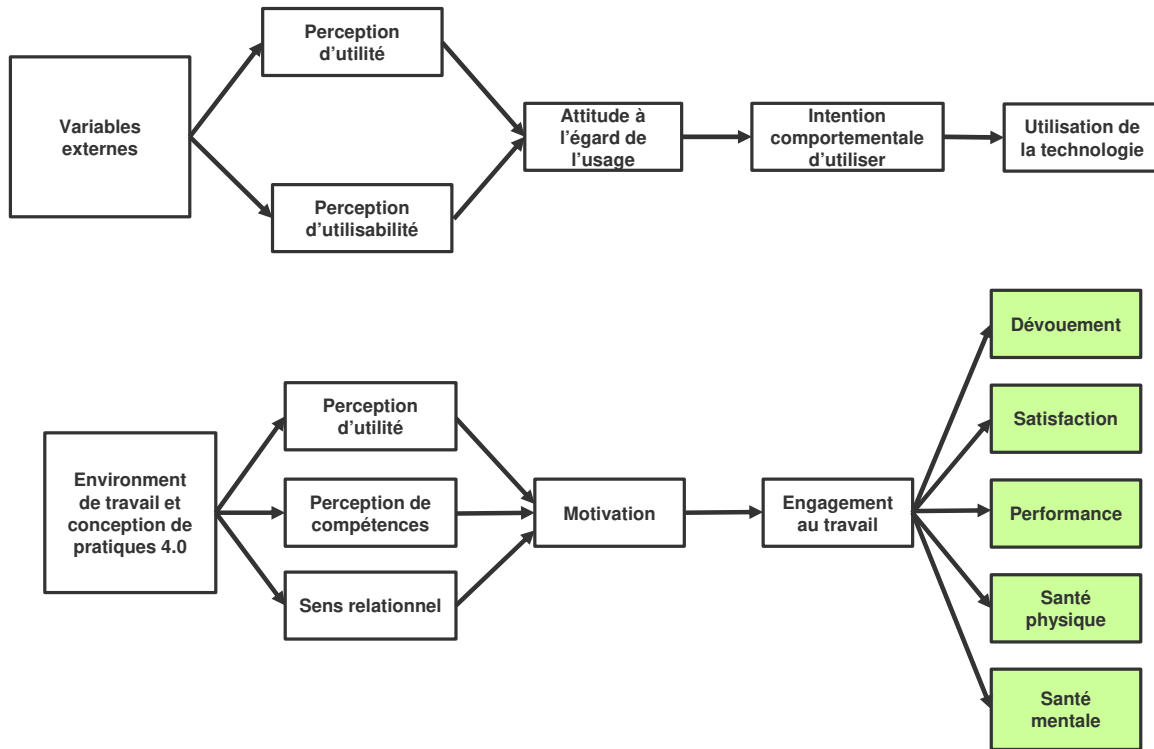 Perception
d’utilité
Variables
externes
Perception
d’utilisabilité
Attitude à
l’égard de
l’usage
Intention
comportementale
d’utiliser
Utilisation de
la technologie
Environment
de travail et
conception de
pratiques 4.0
Perception
d’utilité
Perception de
compétences
Sens relationnel
Motivation
Engagement
au travail
Dévouement
Satisfaction
Performance
Santé
physique
Santé
mentale